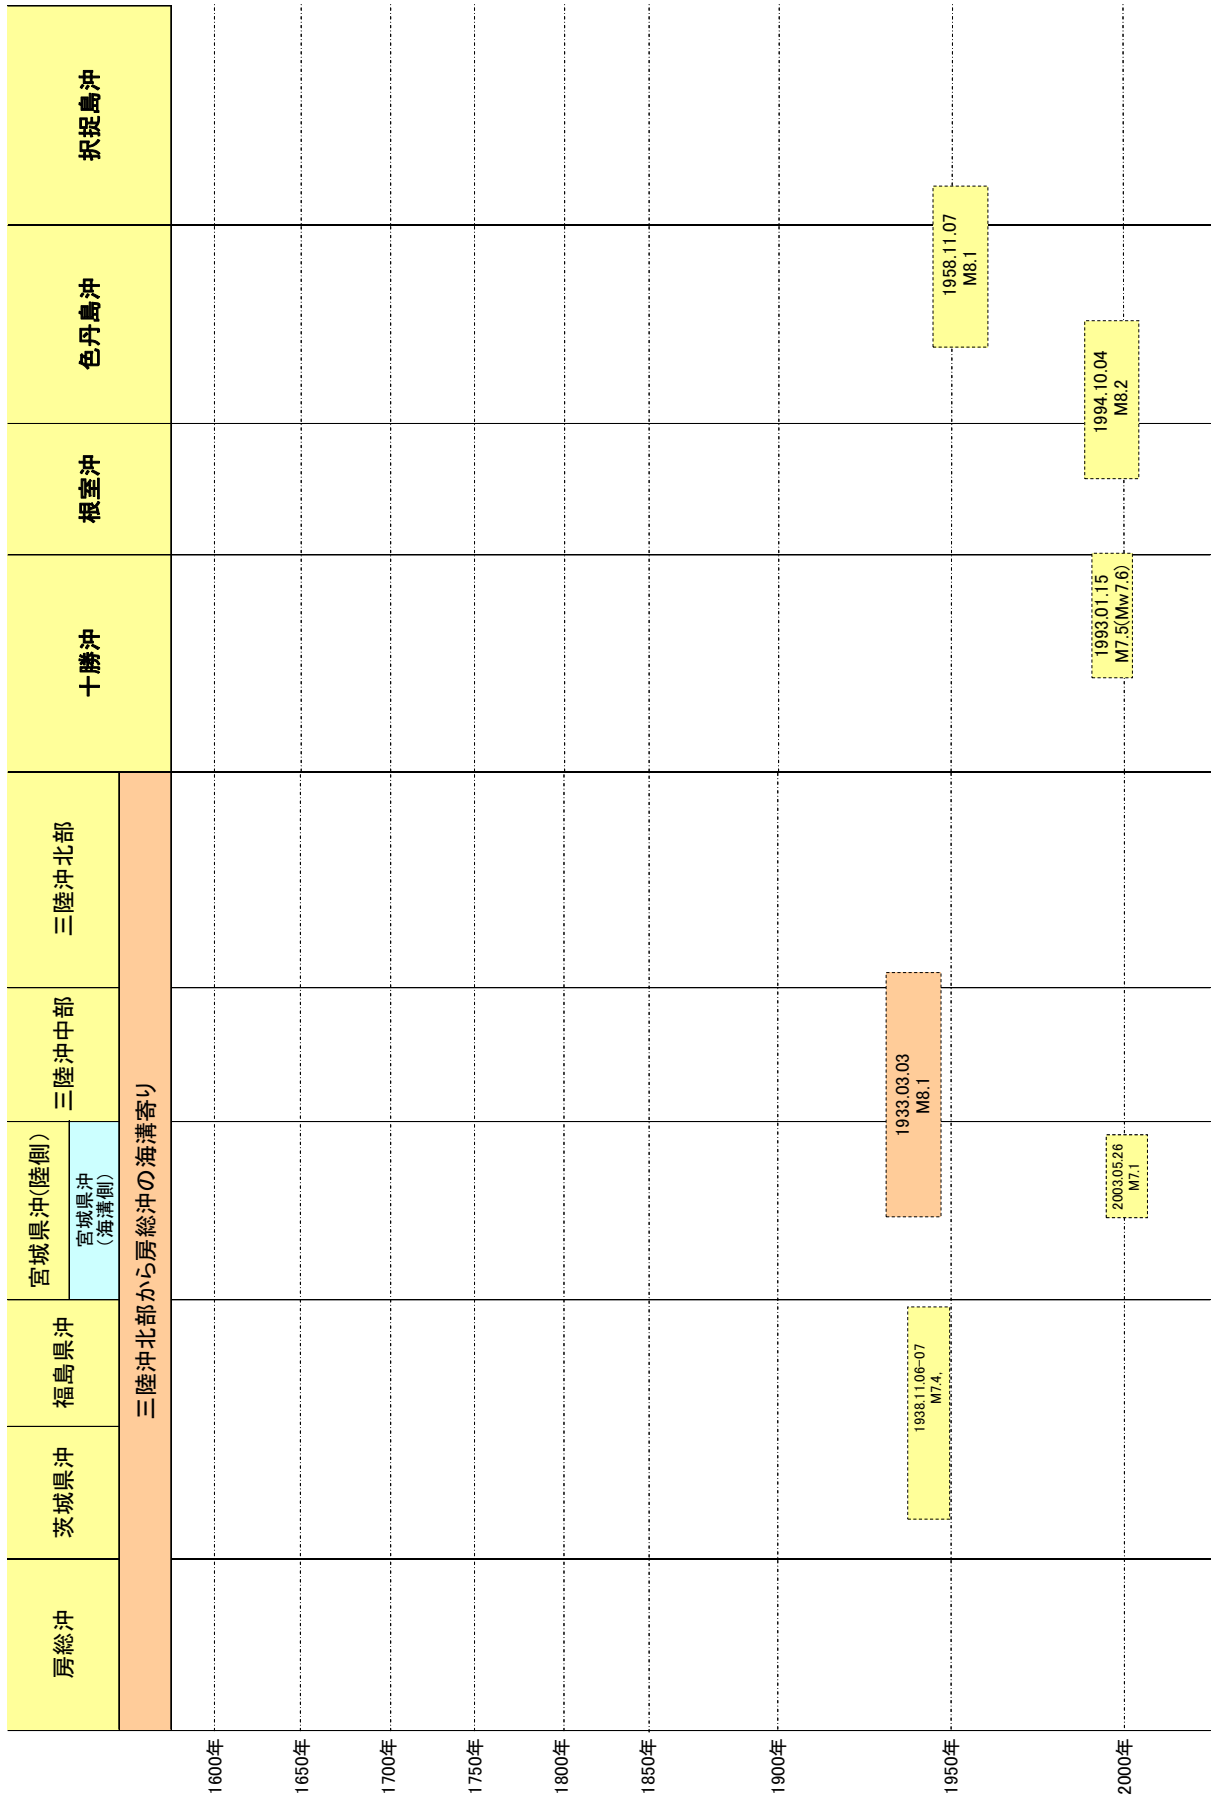 択捉島沖
色丹島沖
根室沖
十勝沖
三陸沖北部
三陸沖中部
宮城県沖(陸側)
宮城県沖
(海溝側)
福島県沖
茨城県沖
房総沖
三陸沖北部から房総沖の海溝寄り
1600年
1650年
1700年
1750年
1800年
1850年
1900年
1950年
2000年
1958.11.07
M8.1
1994.10.04
M8.2
1993.01.15
M7.5(Mw7.6)
1933.03.03
M8.1
2003.05.26
M7.1
1938.11.06-07
M7.4,